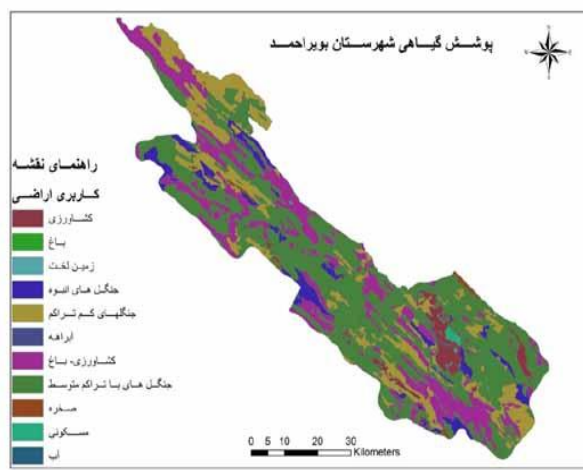 پوشش گیاهی شهرستان بویراحمد
راهنمای نقشه
کاربری اراضی
کشاورزی
باغ
زمین لخت
جنگل های انبوه
جنگلهای کم تراکم
آبراهه
کشاورزی، باغ
جنگل های با تراکم متوسط
صخره
مسکونی
آب
0 5 10 20 30
Kilometers